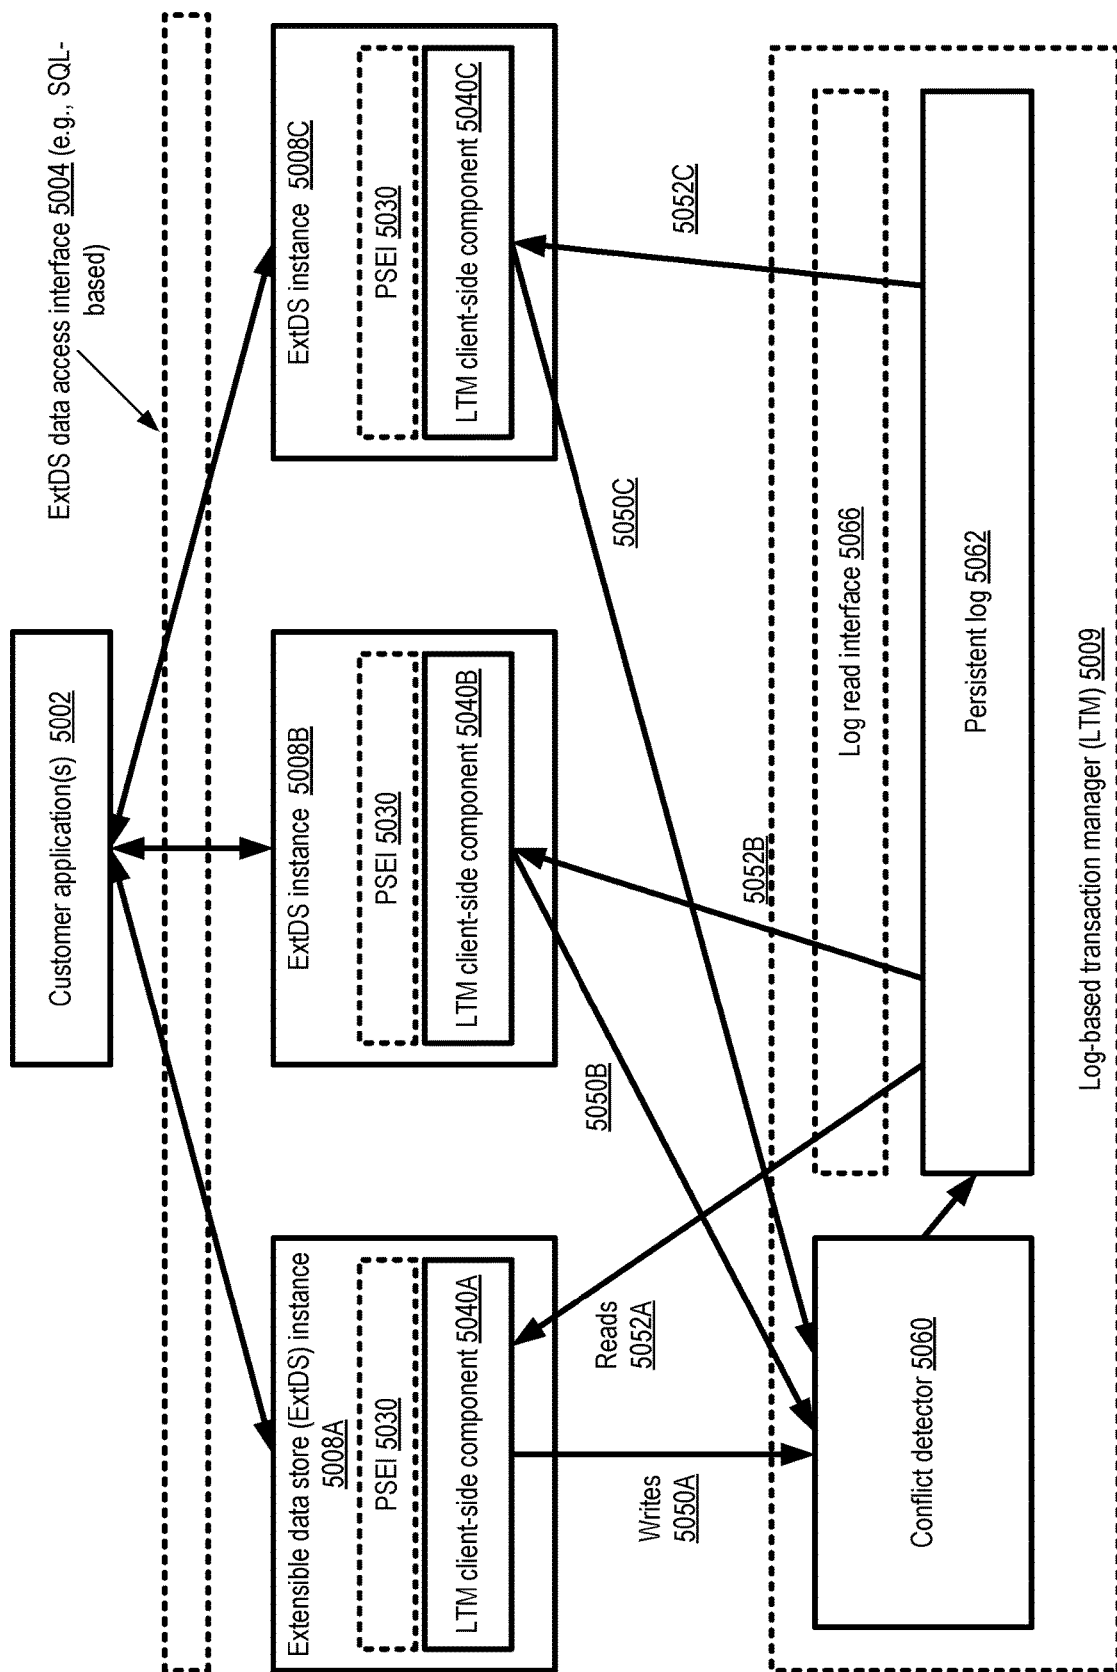 Customer application(s) 5002
ExtDS data access interface 5004 (e.g., SQL-
based)
Extensible data store (ExtDS) instance
5008A
PSEI 5030
LTM client-side component 5040A
ExtDS instance 5008B
PSEI 5030
LTM client-side component 5040B
ExtDS instance 5008C
PSEI 5030
LTM client-side component 5040C
Writes
5050A
Reads
5052A
5050B
5052B
5050C
5052C
Conflict detector 5060
Log read interface 5066
Persistent log 5062
Log-based transaction manager (LTM) 5009